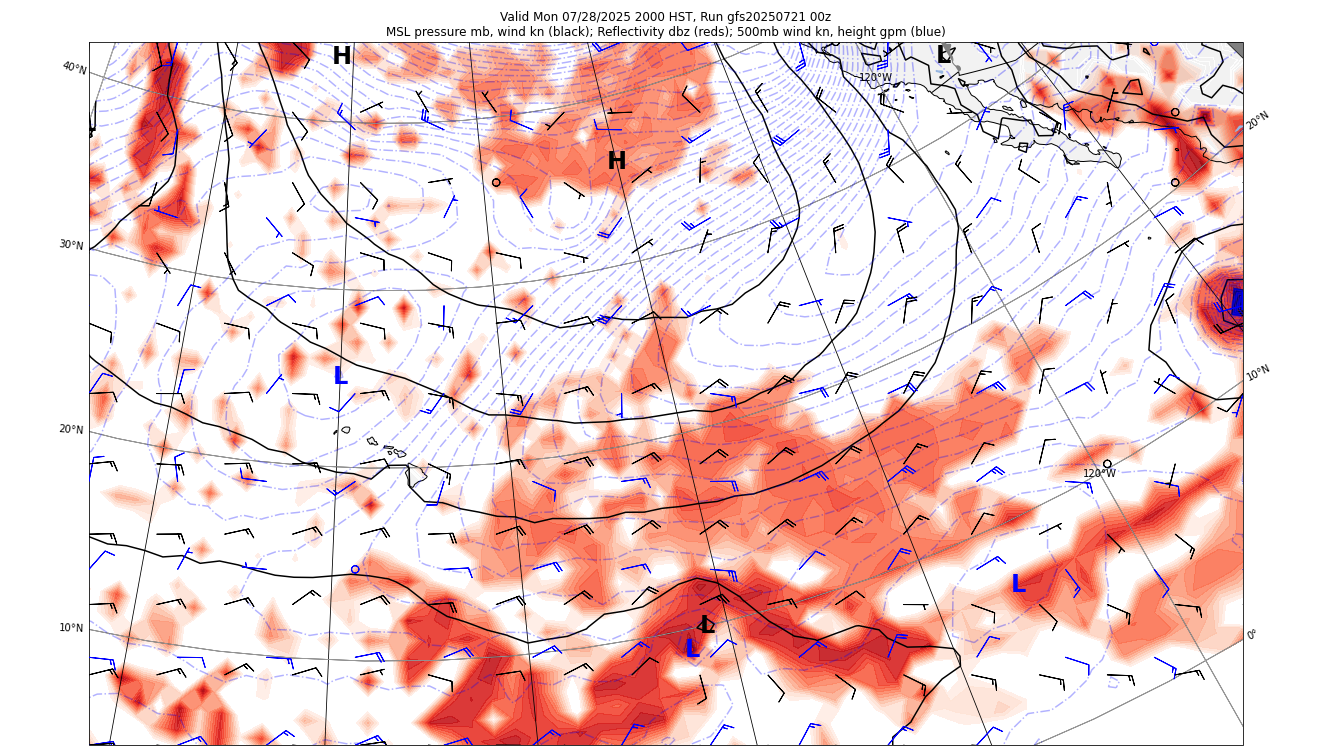 Valid Mon 07/28/2025 2000 HST, Run gfs20250721 00z
MSL pressure mb, wind kn (black); Reflectivity dbz (reds); 500mb wind kn, height gpm (blue)
H
L
40°N
120°W
20°N
H
30°N
10°N
L
20°N
120°W
L
10°N
L
0°
L